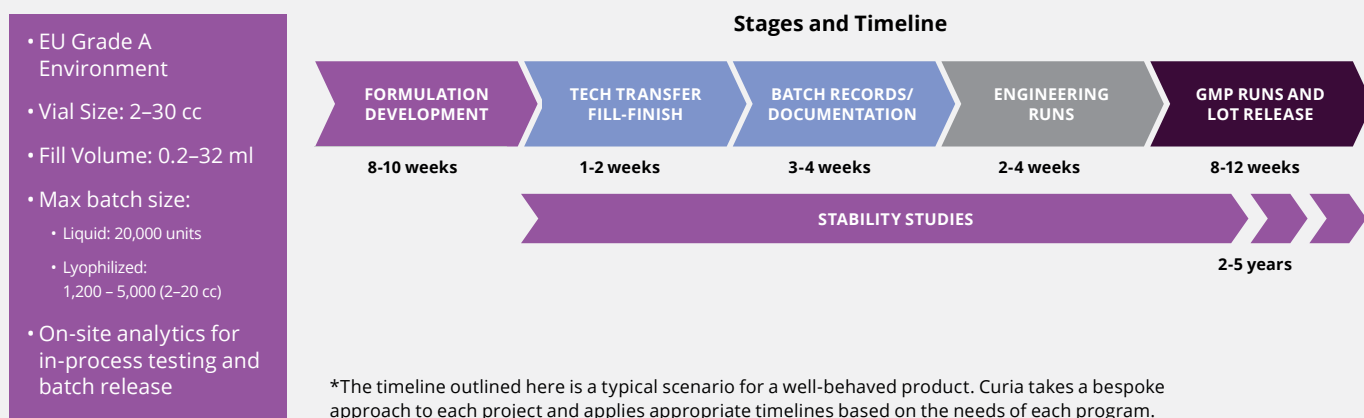 • EU Grade A
Environment
• Vial Size: 2–30 cc
• Fill Volume: 0.2–32 ml
• Max batch size:
• Liquid: 20,000 units
• Lyophilized:
1,200 – 5,000 (2–20 cc)
• On-site analytics for
in-process testing and
batch release
Stages and Timeline
FORMULATION
DEVELOPMENT
8-10 weeks
TECH TRANSFER
FILL-FINISH
1-2 weeks
BATCH RECORDS/
DOCUMENTATION
3-4 weeks
ENGINEERING
RUNS
2-4 weeks
GMP RUNS AND
LOT RELEASE
8-12 weeks
STABILITY STUDIES
2-5 years
*The timeline outlined here is a typical scenario for a well-behaved product. Curia takes a bespoke
approach to each project and applies appropriate timelines based on the needs of each program.